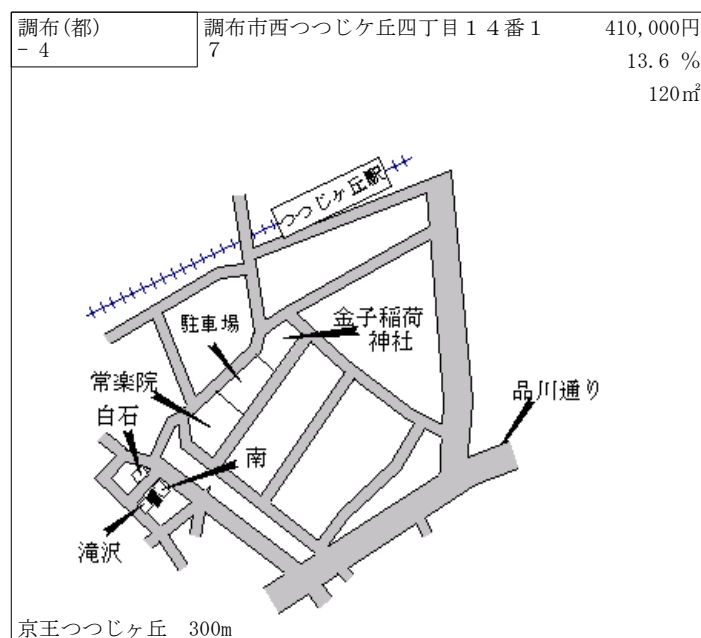 調布(都)
- 4
調布市西つつじケ丘四丁目１４番１
7
410,000円
13.6 %
120㎡
つつじヶ丘駅
駐車場
金子稲荷
神社
常楽院
白石
品川通り
南
滝沢
京王つつじヶ丘 300m